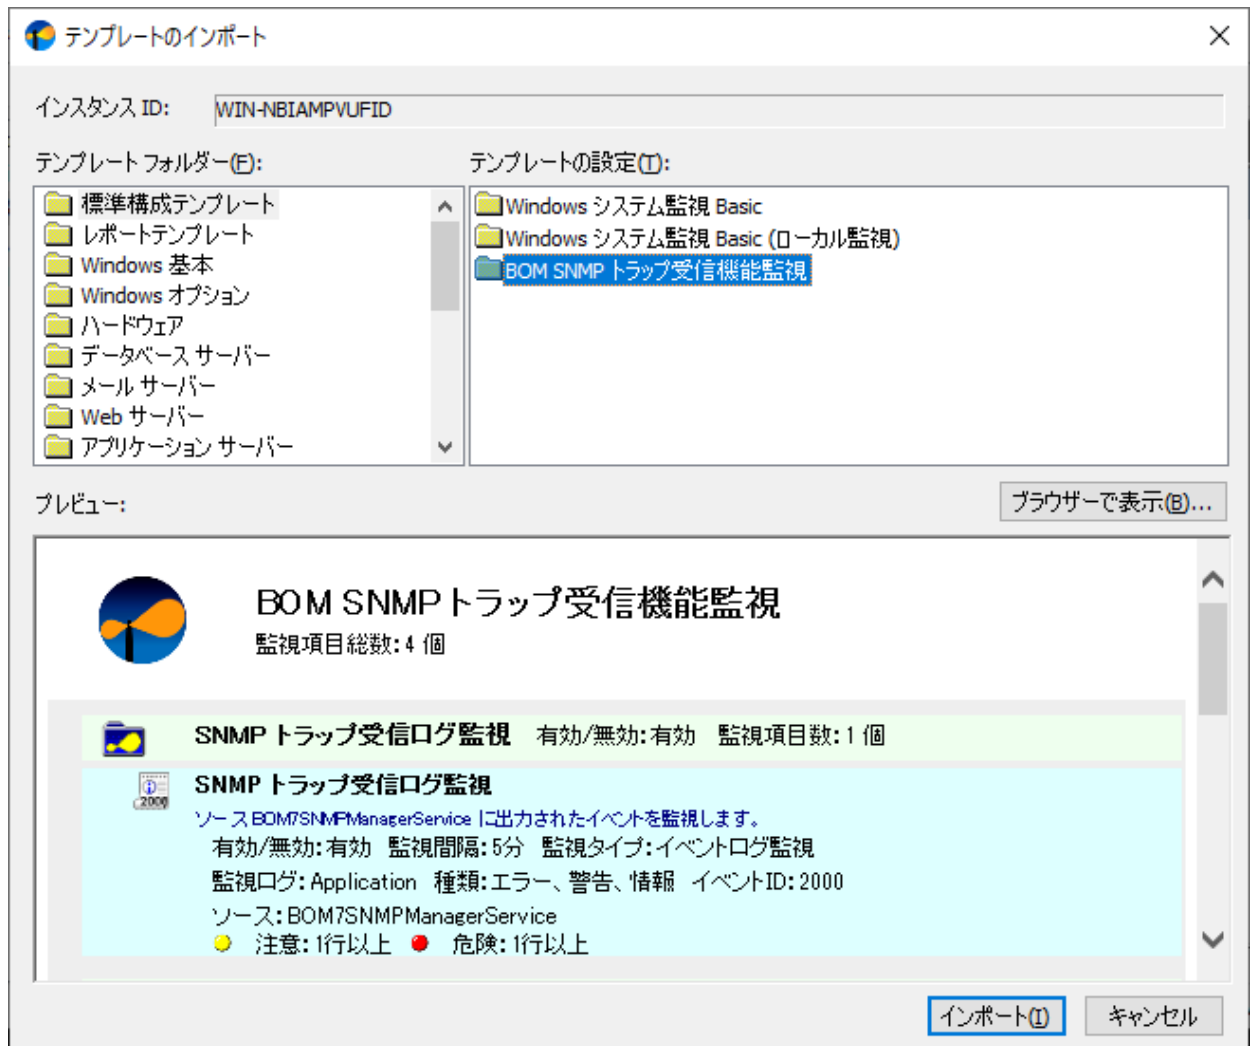 テンプレートのインポート
インスタンス ID: WIN-NBIAMPVUFID
テンプレート フォルダー(F):
標準構成テンプレート
レポートテンプレート
Windows 基本
Windows オプション
ハードウェア
データベース サーバー
メール サーバー
Web サーバー
アプリケーション サーバー
テンプレートの設定(T):
Windows システム監視 Basic
Windows システム監視 Basic (ローカル監視)
BOM SNMP トラップ受信機能監視
プレビュー:
ブラウザーで表示(B)...
BOM SNMP トラップ受信機能監視
監視項目総数: 4 個
SNMP トラップ受信ログ監視 有効/無効: 有効 監視項目数: 1 個
2000
SNMP トラップ受信ログ監視
ソース BOM7SNMPManagerService に出力されたイベントを監視します。
有効/無効: 有効 監視間隔: 5分 監視タイプ: イベントログ監視
監視ログ: Application 種類: エラー、警告、情報 イベントID: 2000
ソース: BOM7SNMPManagerService
注意: 1行以上 危険: 1行以上
インポート(I)
キャンセル